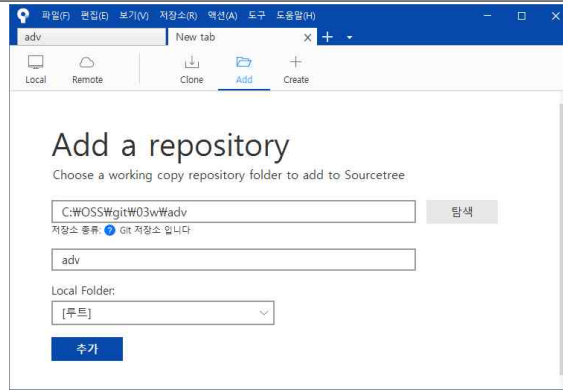 파일(F) 편집(E) 보기(V) 저장소(R) 액션(A) 도구 도움말(H)
adv New tab
Local Remote Clone Add Create
Add a repository
Choose a working copy repository folder to add to Sourcetree
C:₩OSS₩git₩03w₩adv 탐색
저장소 종류: ? Git 저장소 입니다
adv
Local Folder:
[루트]
추가